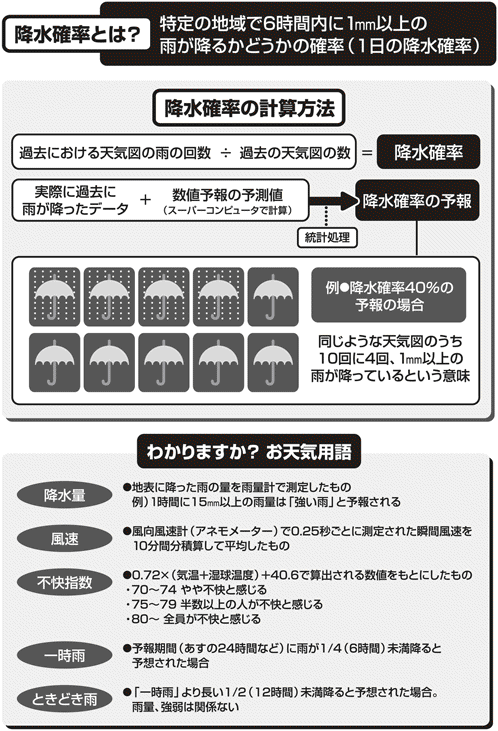 降水確率とは？
特定の地域で6時間内に1mm以上の
雨が降るかどうかの確率（1日の降水確率）
降水確率の計算方法
過去における天気図の雨の回数 ÷ 過去の天気図の数 = 降水確率
実際に過去に
雨が降ったデータ
+
数値予報の予測値
（スーパーコンピュータで計算）
統計処理
降水確率の予報
例●降水確率40％の
予報の場合
同じような天気図のうち
10回に4回、1mm以上の
雨が降っているという意味
わかりますか？ お天気用語
降水量
●地表に降った雨の量を雨量計で測定したもの
例）1時間に15mm以上の雨量は「強い雨」と予報される
風速
●風向風速計（アネモメーター）で0.25秒ごとに測定された瞬間風速を
10分間分積算して平均したもの
不快指数
●0.72×（気温+湿球温度）+40.6で算出される数値をもとにしたもの
・70〜74 やや不快と感じる
・75〜79 半数以上の人が不快と感じる
・80〜 全員が不快と感じる
一時雨
●予報期間（あすの24時間など）に雨が1/4（6時間）未満降ると
予想された場合
ときどき雨
●「一時雨」より長い1/2（12時間）未満降ると予想された場合。
雨量、強弱は関係ない